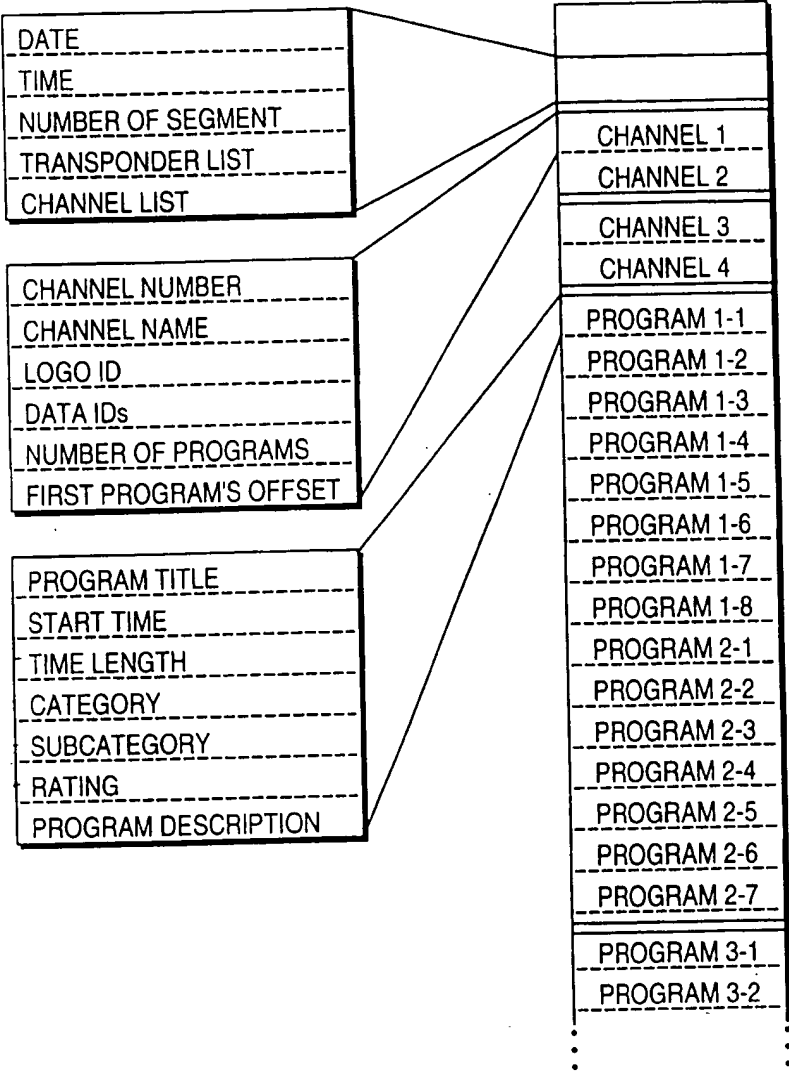 DATE
TIME
NUMBER OF SEGMENT
TRANSPONDER LIST
CHANNEL LIST
CHANNEL NUMBER
CHANNEL NAME
LOGO ID
DATA IDs
NUMBER OF PROGRAMS
FIRST PROGRAM'S OFFSET
PROGRAM TITLE
START TIME
TIME LENGTH
CATEGORY
SUBCATEGORY
RATING
PROGRAM DESCRIPTION
CHANNEL 1
CHANNEL 2
CHANNEL 3
CHANNEL 4
PROGRAM 1-1
PROGRAM 1-2
PROGRAM 1-3
PROGRAM 1-4
PROGRAM 1-5
PROGRAM 1-6
PROGRAM 1-7
PROGRAM 1-8
PROGRAM 2-1
PROGRAM 2-2
PROGRAM 2-3
PROGRAM 2-4
PROGRAM 2-5
PROGRAM 2-6
PROGRAM 2-7
PROGRAM 3-1
PROGRAM 3-2